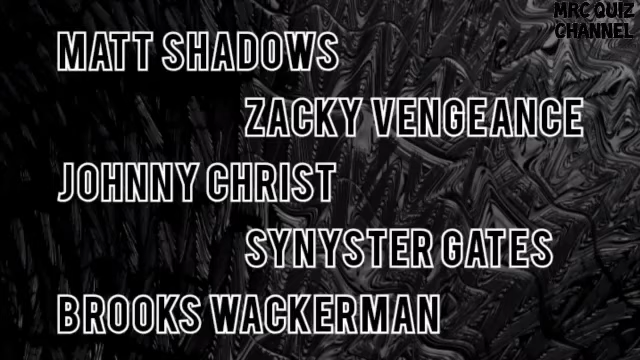 MRC QUIZ
CHANNEL
MATT SHADOWS
ZACKY VENGEANCE
JOHNNY CHRIST
SYNYSTER GATES
BROOKS WACKERMAN